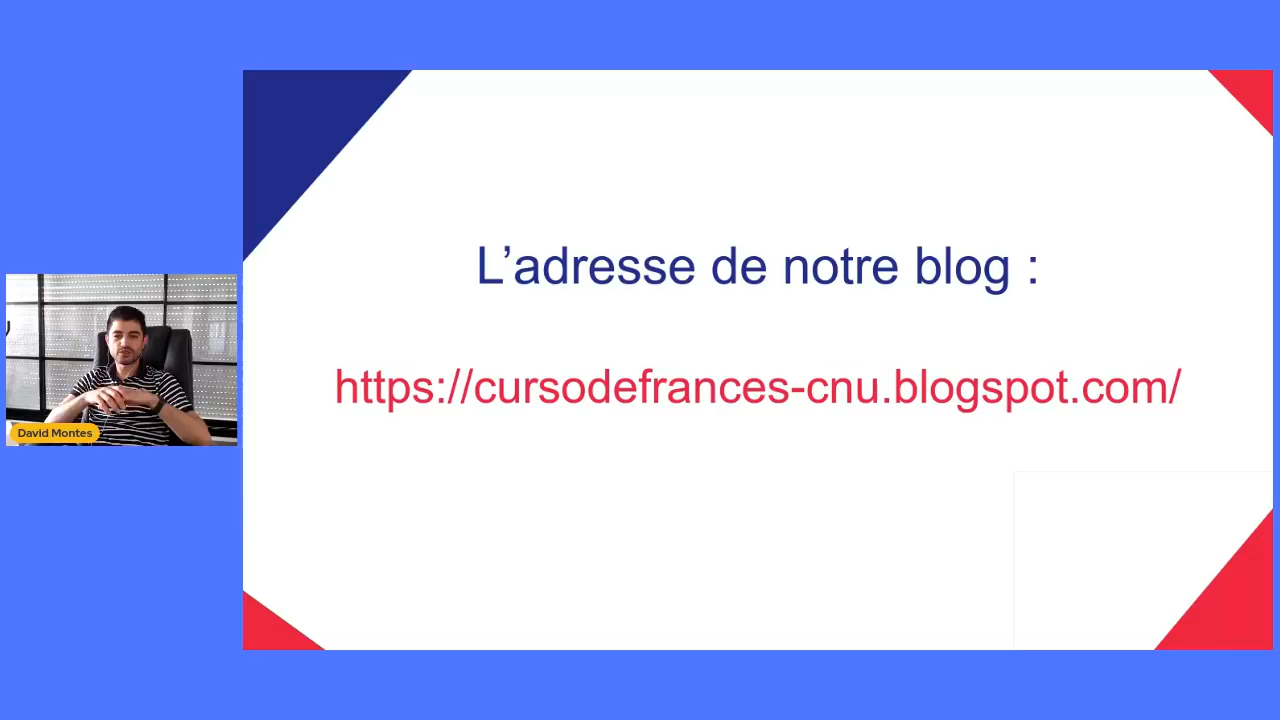 L’adresse de notre blog :
https://cursodefrances-cnu.blogspot.com/
David Montes